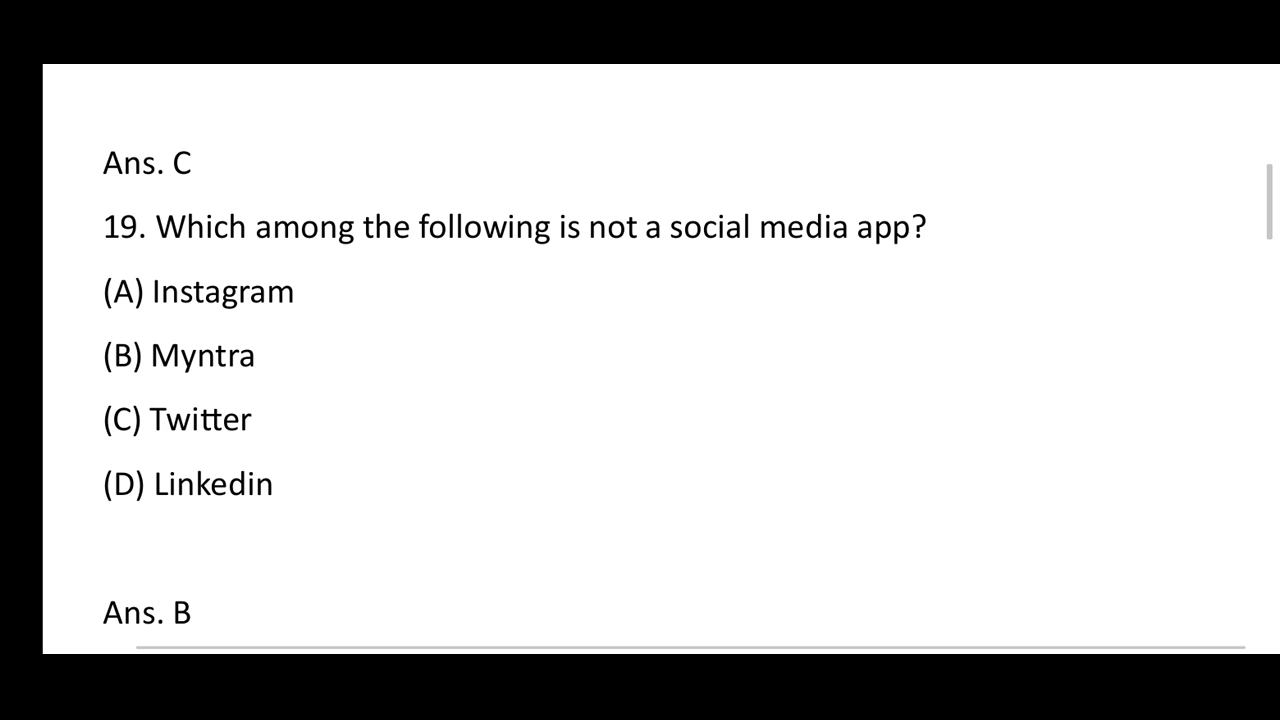 Ans. C
19. Which among the following is not a social media app?
(A) Instagram
(B) Myntra
(C) Twitter
(D) Linkedin
Ans. B